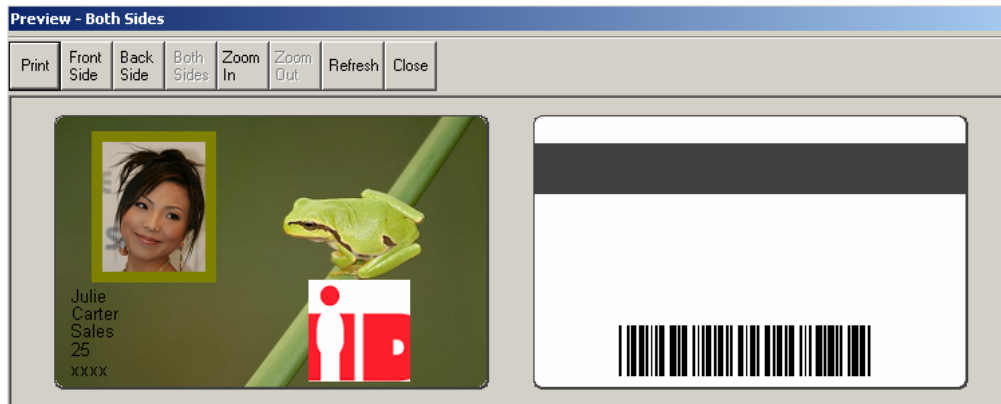 Preview - Both Sides
Print
Front Side
Back Side
Both Sides
Zoom In
Zoom Out
Refresh
Close
Julie
Carter
Sales
25
xxxx
iD